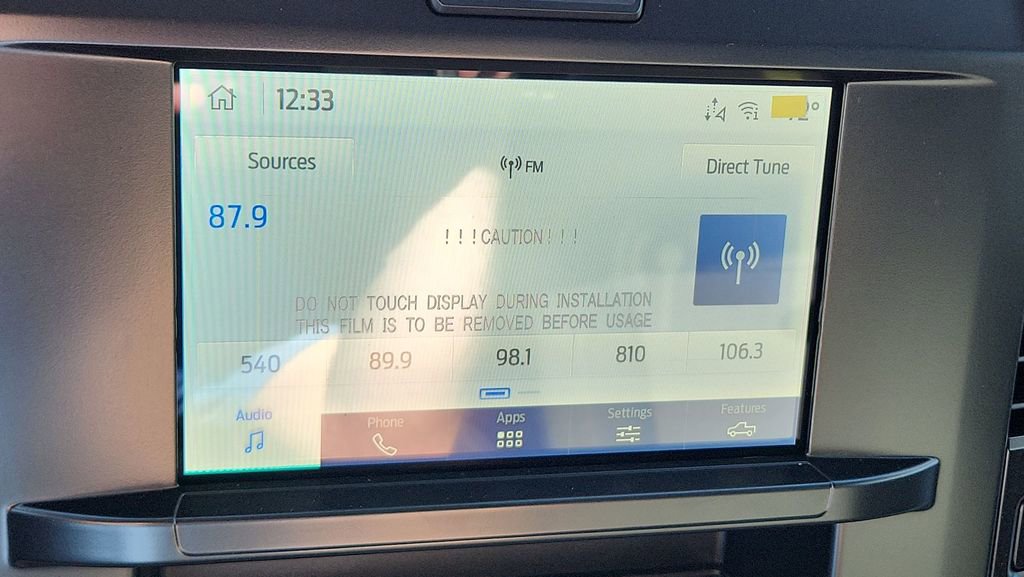 12:33
Sources
FM
Direct Tune
87.9
! ! ! CAUTION ! ! !
DO NOT TOUCH DISPLAY DURING INSTALLATION
THIS FILM IS TO BE REMOVED BEFORE USAGE
540 89.9 98.1 810 106.3
Audio Phone Apps Settings Features